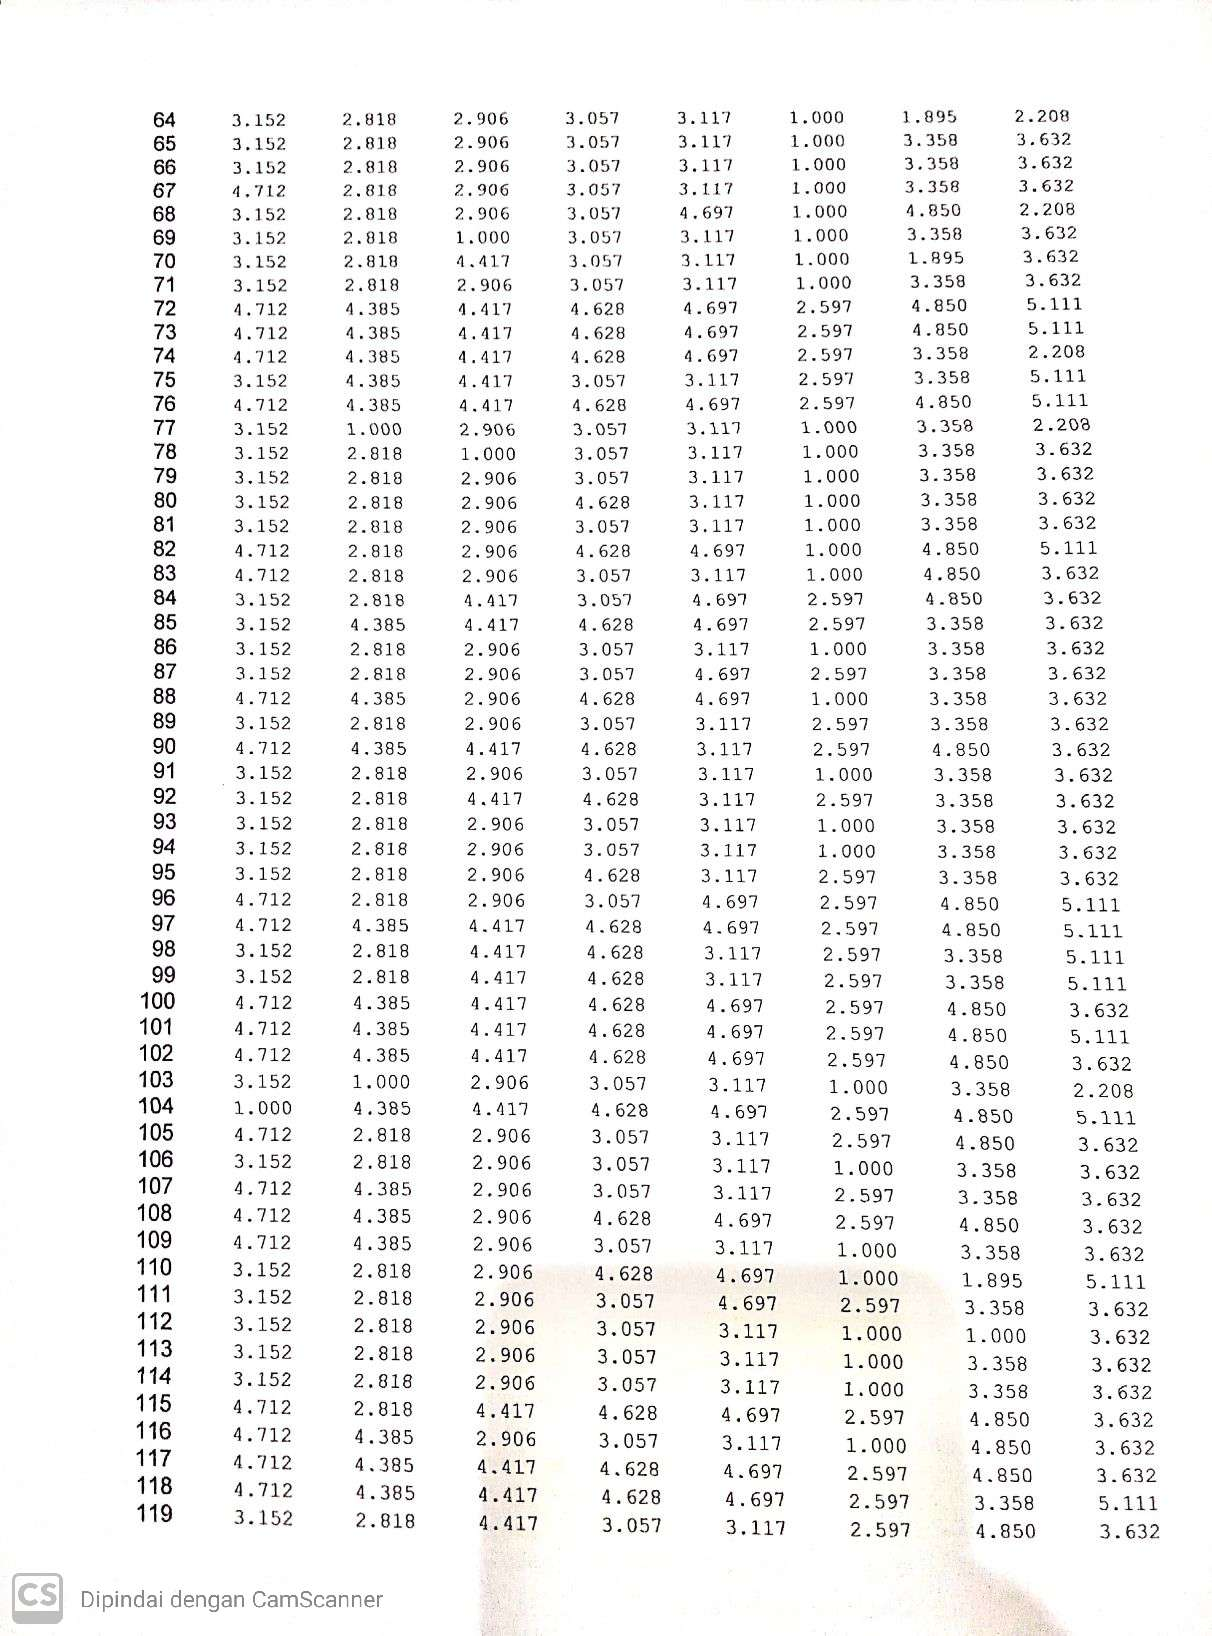 64 3.152 2.818 2.906 3.057 3.117 1.000 1.895 2.208
65 3.152 2.818 2.906 3.057 3.117 1.000 3.358 3.632
66 3.152 2.818 2.906 3.057 3.117 1.000 3.358 3.632
67 4.712 2.818 2.906 3.057 3.117 1.000 3.358 3.632
68 3.152 2.818 2.906 3.057 4.697 1.000 4.850 2.208
69 3.152 2.818 1.000 3.057 3.117 1.000 3.358 3.632
70 3.152 2.818 4.417 3.057 3.117 1.000 1.895 3.632
71 3.152 2.818 2.906 3.057 3.117 1.000 3.358 3.632
72 4.712 4.385 4.417 4.628 4.697 2.597 4.850 5.111
73 4.712 4.385 4.417 4.628 4.697 2.597 4.850 5.111
74 4.712 4.385 4.417 4.628 4.697 2.597 3.358 2.208
75 3.152 4.385 4.417 3.057 3.117 2.597 3.358 5.111
76 4.712 4.385 4.417 4.628 4.697 2.597 4.850 5.111
77 3.152 1.000 2.906 3.057 3.117 1.000 3.358 2.208
78 3.152 2.818 1.000 3.057 3.117 1.000 3.358 3.632
79 3.152 2.818 2.906 3.057 3.117 1.000 3.358 3.632
80 3.152 2.818 2.906 4.628 3.117 1.000 3.358 3.632
81 3.152 2.818 2.906 3.057 3.117 1.000 3.358 3.632
82 4.712 2.818 2.906 4.628 4.697 1.000 4.850 5.111
83 4.712 2.818 2.906 3.057 3.117 1.000 4.850 3.632
84 3.152 2.818 4.417 3.057 4.697 2.597 4.850 3.632
85 3.152 4.385 4.417 4.628 4.697 2.597 3.358 3.632
86 3.152 2.818 2.906 3.057 3.117 1.000 3.358 3.632
87 3.152 2.818 2.906 3.057 4.697 2.597 3.358 3.632
88 4.712 4.385 2.906 4.628 4.697 1.000 3.358 3.632
89 3.152 2.818 2.906 3.057 3.117 2.597 3.358 3.632
90 4.712 4.385 4.417 4.628 3.117 2.597 4.850 3.632
91 3.152 2.818 2.906 3.057 3.117 1.000 3.358 3.632
92 3.152 2.818 4.417 4.628 3.117 2.597 3.358 3.632
93 3.152 2.818 2.906 3.057 3.117 1.000 3.358 3.632
94 3.152 2.818 2.906 3.057 3.117 1.000 3.358 3.632
95 3.152 2.818 2.906 4.628 3.117 2.597 3.358 3.632
96 4.712 2.818 2.906 3.057 4.697 2.597 4.850 5.111
97 4.712 4.385 4.417 4.628 4.697 2.597 4.850 5.111
98 3.152 2.818 4.417 4.628 3.117 2.597 3.358 5.111
99 3.152 2.818 4.417 4.628 3.117 2.597 3.358 5.111
100 4.712 4.385 4.417 4.628 4.697 2.597 4.850 3.632
101 4.712 4.385 4.417 4.628 4.697 2.597 4.850 5.111
102 4.712 4.385 4.417 4.628 4.697 2.597 4.850 3.632
103 3.152 1.000 2.906 3.057 3.117 1.000 3.358 2.208
104 1.000 4.385 4.417 4.628 4.697 2.597 4.850 5.111
105 4.712 2.818 2.906 3.057 3.117 2.597 4.850 3.632
106 3.152 2.818 2.906 3.057 3.117 1.000 3.358 3.632
107 4.712 4.385 2.906 3.057 3.117 2.597 3.358 3.632
108 4.712 4.385 2.906 4.628 4.697 2.597 4.850 3.632
109 4.712 4.385 2.906 3.057 3.117 1.000 3.358 3.632
110 3.152 2.818 2.906 4.628 4.697 1.000 1.895 5.111
111 3.152 2.818 2.906 3.057 4.697 2.597 3.358 3.632
112 3.152 2.818 2.906 3.057 3.117 1.000 1.000 3.632
113 3.152 2.818 2.906 3.057 3.117 1.000 3.358 3.632
114 3.152 2.818 2.906 3.057 3.117 1.000 3.358 3.632
115 4.712 2.818 4.417 4.628 4.697 2.597 4.850 3.632
116 4.712 4.385 2.906 3.057 3.117 1.000 4.850 3.632
117 4.712 4.385 4.417 4.628 4.697 2.597 4.850 3.632
118 4.712 4.385 4.417 4.628 4.697 2.597 3.358 5.111
119 3.152 2.818 4.417 3.057 3.117 2.597 4.850 3.632
CS Dipindai dengan CamScanner